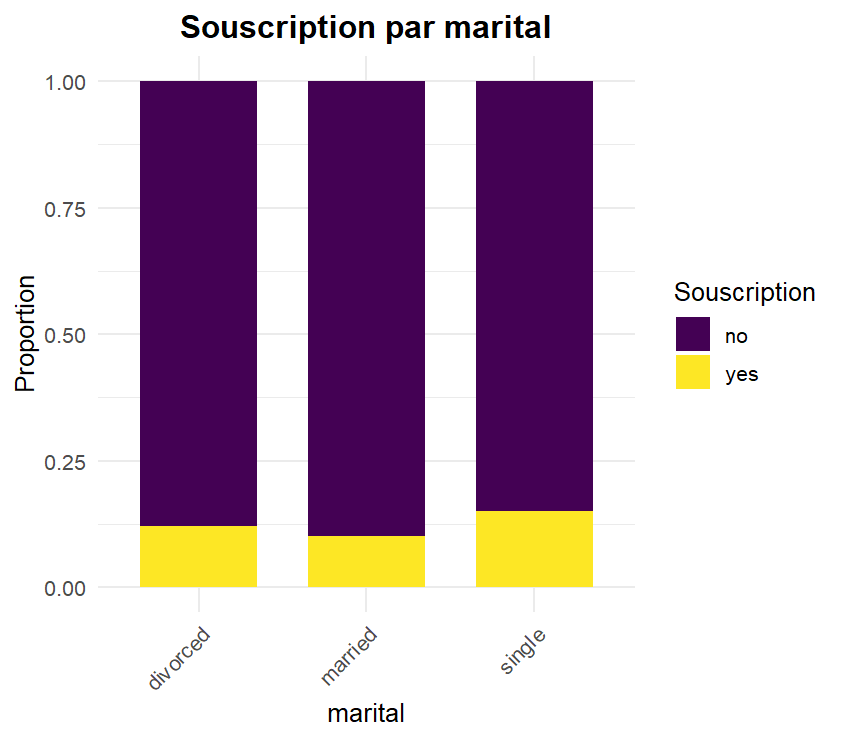 Souscription par marital
1.00
0.75
0.50
0.25
0.00
Proportion
divorced
married
single
marital
Souscription
no
yes